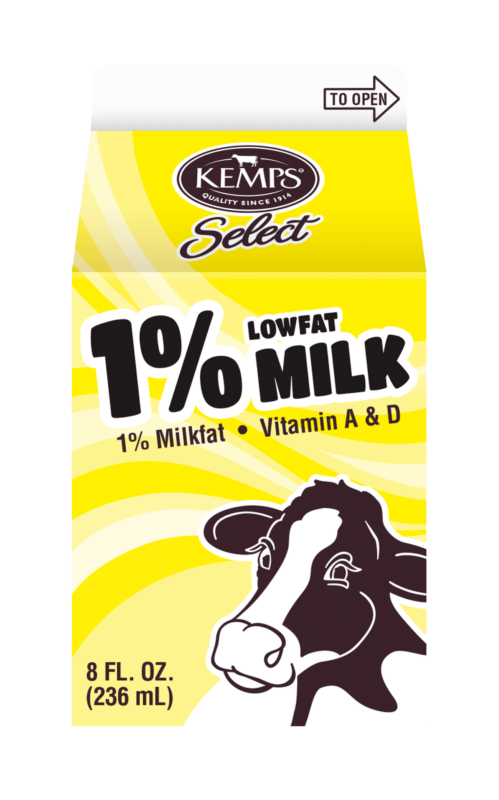 TO OPEN
KEMPS®
QUALITY SINCE 1914
Select
1% LOWFAT
MILK
1% Milkfat • Vitamin A & D
8 FL. OZ.
(236 mL)